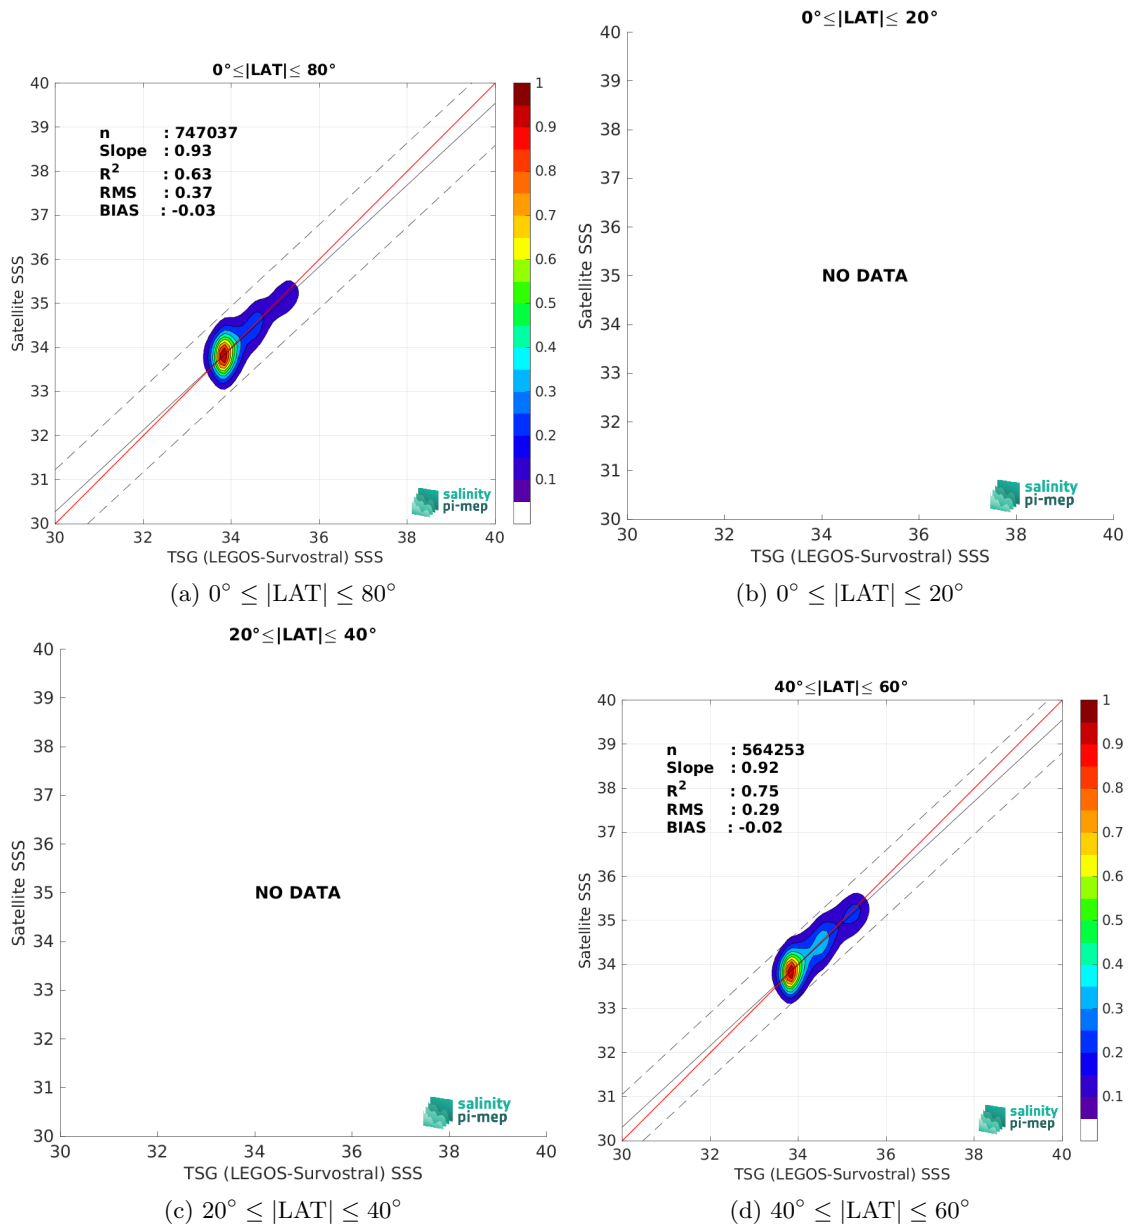 0°≤|LAT|≤ 80°
40
39
38
37
36
35
34
33
32
31
30
Satellite SSS
n : 747037
Slope : 0.93
R² : 0.63
RMS : 0.37
BIAS : -0.03
salinity
pi-mep
30 32 34 36 38 40
TSG (LEGOS-Survostral) SSS
1
0.9
0.8
0.7
0.6
0.5
0.4
0.3
0.2
0.1
(a) 0° ≤ |LAT| ≤ 80°
0°≤|LAT|≤ 20°
40
39
38
37
36
35
34
33
32
31
30
Satellite SSS
NO DATA
salinity
pi-mep
30 32 34 36 38 40
TSG (LEGOS-Survostral) SSS
(b) 0° ≤ |LAT| ≤ 20°
20°≤|LAT|≤ 40°
40
39
38
37
36
35
34
33
32
31
30
Satellite SSS
NO DATA
salinity
pi-mep
30 32 34 36 38 40
TSG (LEGOS-Survostral) SSS
(c) 20° ≤ |LAT| ≤ 40°
40°≤|LAT|≤ 60°
40
39
38
37
36
35
34
33
32
31
30
Satellite SSS
n : 564253
Slope : 0.92
R² : 0.75
RMS : 0.29
BIAS : -0.02
salinity
pi-mep
30 32 34 36 38 40
TSG (LEGOS-Survostral) SSS
1
0.9
0.8
0.7
0.6
0.5
0.4
0.3
0.2
0.1
(d) 40° ≤ |LAT| ≤ 60°